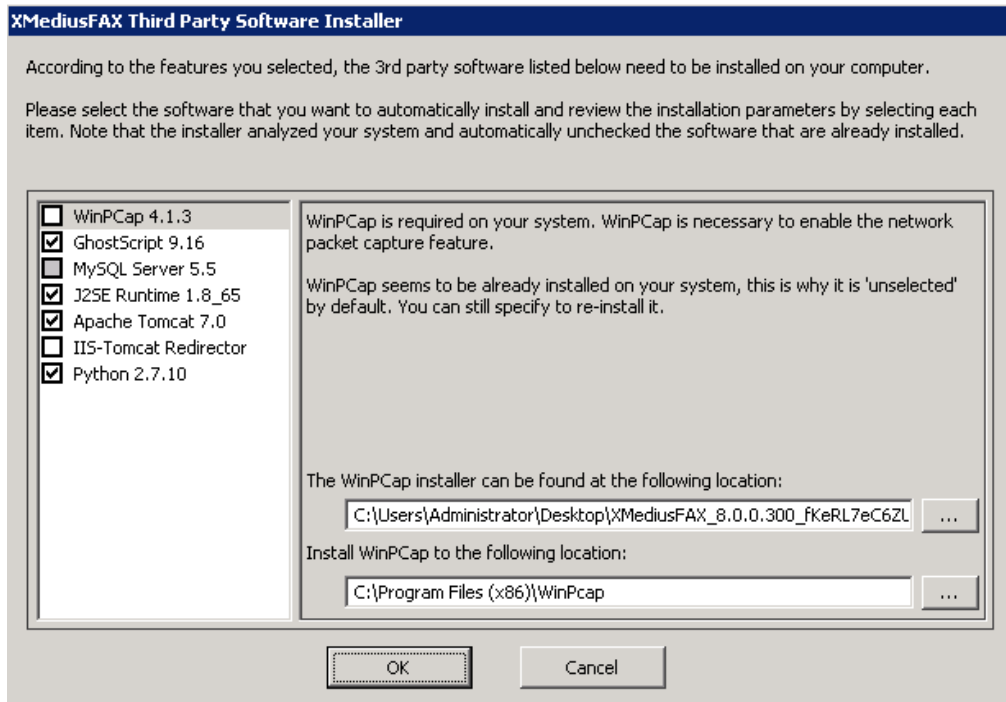 XMediusFAX Third Party Software Installer
According to the features you selected, the 3rd party software listed below need to be installed on your computer.
Please select the software that you want to automatically install and review the installation parameters by selecting each
item. Note that the installer analyzed your system and automatically unchecked the software that are already installed.
WinPCap 4.1.3
GhostScript 9.16
MySQL Server 5.5
J2SE Runtime 1.8_65
Apache Tomcat 7.0
IIS-Tomcat Redirector
Python 2.7.10
WinPCap is required on your system. WinPCap is necessary to enable the network
packet capture feature.
WinPCap seems to be already installed on your system, this is why it is 'unselected'
by default. You can still specify to re-install it.
The WinPCap installer can be found at the following location:
C:\Users\Administrator\Desktop\XMediusFAX_8.0.0.300_fKeRL7eC6ZL
...
Install WinPCap to the following location:
C:\Program Files (x86)\WinPcap
...
OK
Cancel